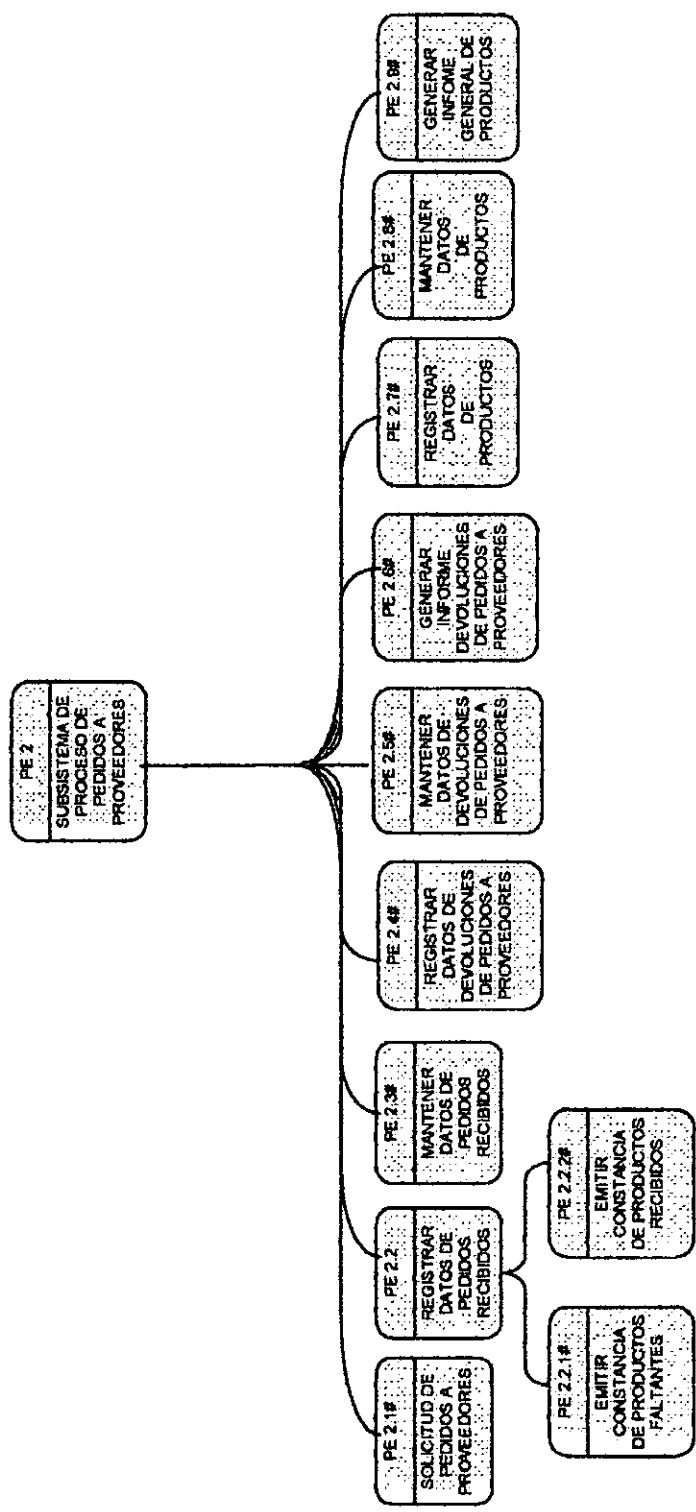 PE 2
SUBSISTEMA DE
PROCESO DE
PEDIDOS A
PROVEEDORES
PE 2.1#
SOLICITUD DE
PEDIDOS A
PROVEEDORES
PE 2.2
REGISTRAR
DATOS DE
PEDIDOS
RECIBIDOS
PE 2.3#
MANTENER
DATOS DE
PEDIDOS
RECIBIDOS
PE 2.4#
REGISTRAR
DATOS DE
DEVOLUCIONES
DE PEDIDOS A
PROVEEDORES
PE 2.5#
MANTENER
DATOS DE
DEVOLUCIONES
DE PEDIDOS A
PROVEEDORES
PE 2.6#
GENERAR
INFORME
DEVOLUCIONES
DE PEDIDOS A
PROVEEDORES
PE 2.7#
REGISTRAR
DATOS
DE
PRODUCTOS
PE 2.8#
MANTENER
DATOS
DE
PRODUCTOS
PE 2.9#
GENERAR
INFOME
GENERAL DE
PRODUCTOS
PE 2.2.1#
EMITIR
CONSTANCIA
DE PRODUCTOS
FALTANTES
PE 2.2.2#
EMITIR
CONSTANCIA
DE PRODUCTOS
RECIBIDOS